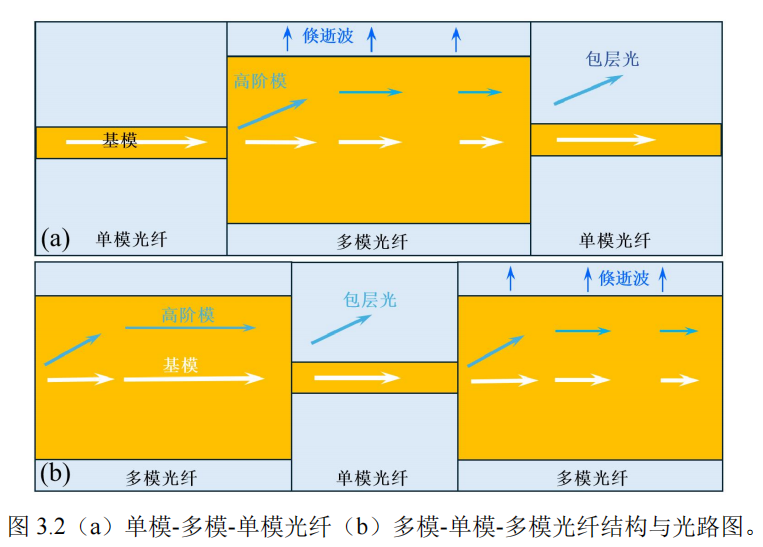 倏逝波
包层光
高阶模
基模
(a)
单模光纤
多模光纤
单模光纤
高阶模
包层光
倏逝波
基模
(b)
多模光纤
单模光纤
多模光纤
图 3.2（a）单模-多模-单模光纤（b）多模-单模-多模光纤结构与光路图。